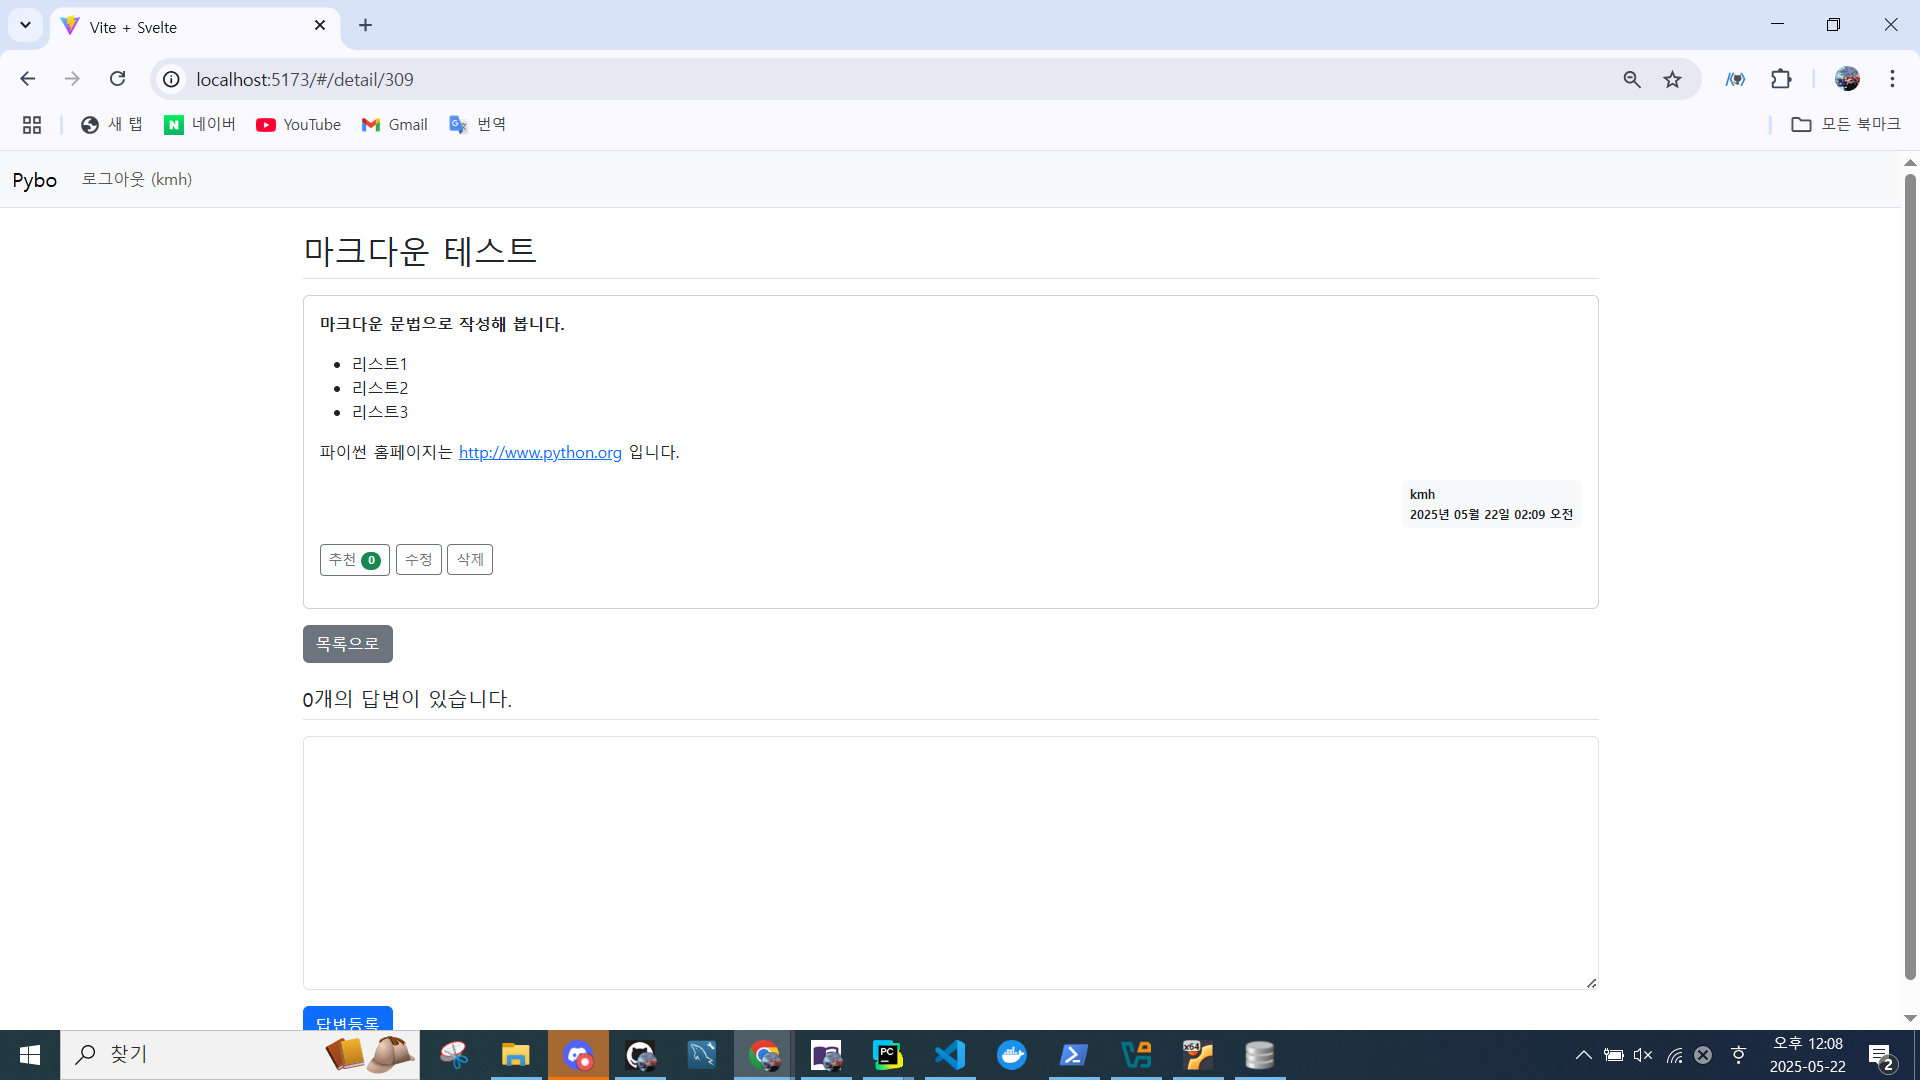 Vite + Svelte
localhost:5173/#/detail/309
새 탭
네이버
YouTube
Gmail
번역
모든 북마크
Pybo
로그아웃 (kmh)
마크다운 테스트
마크다운 문법으로 작성해 봅니다.
리스트1
리스트2
리스트3
파이썬 홈페이지는 http://www.python.org 입니다.
kmh
2025년 05월 22일 02:09 오전
추천 0
수정
삭제
목록으로
0개의 답변이 있습니다.
답변등록
찾기
PC
x64
오후 12:08
2025-05-22
2